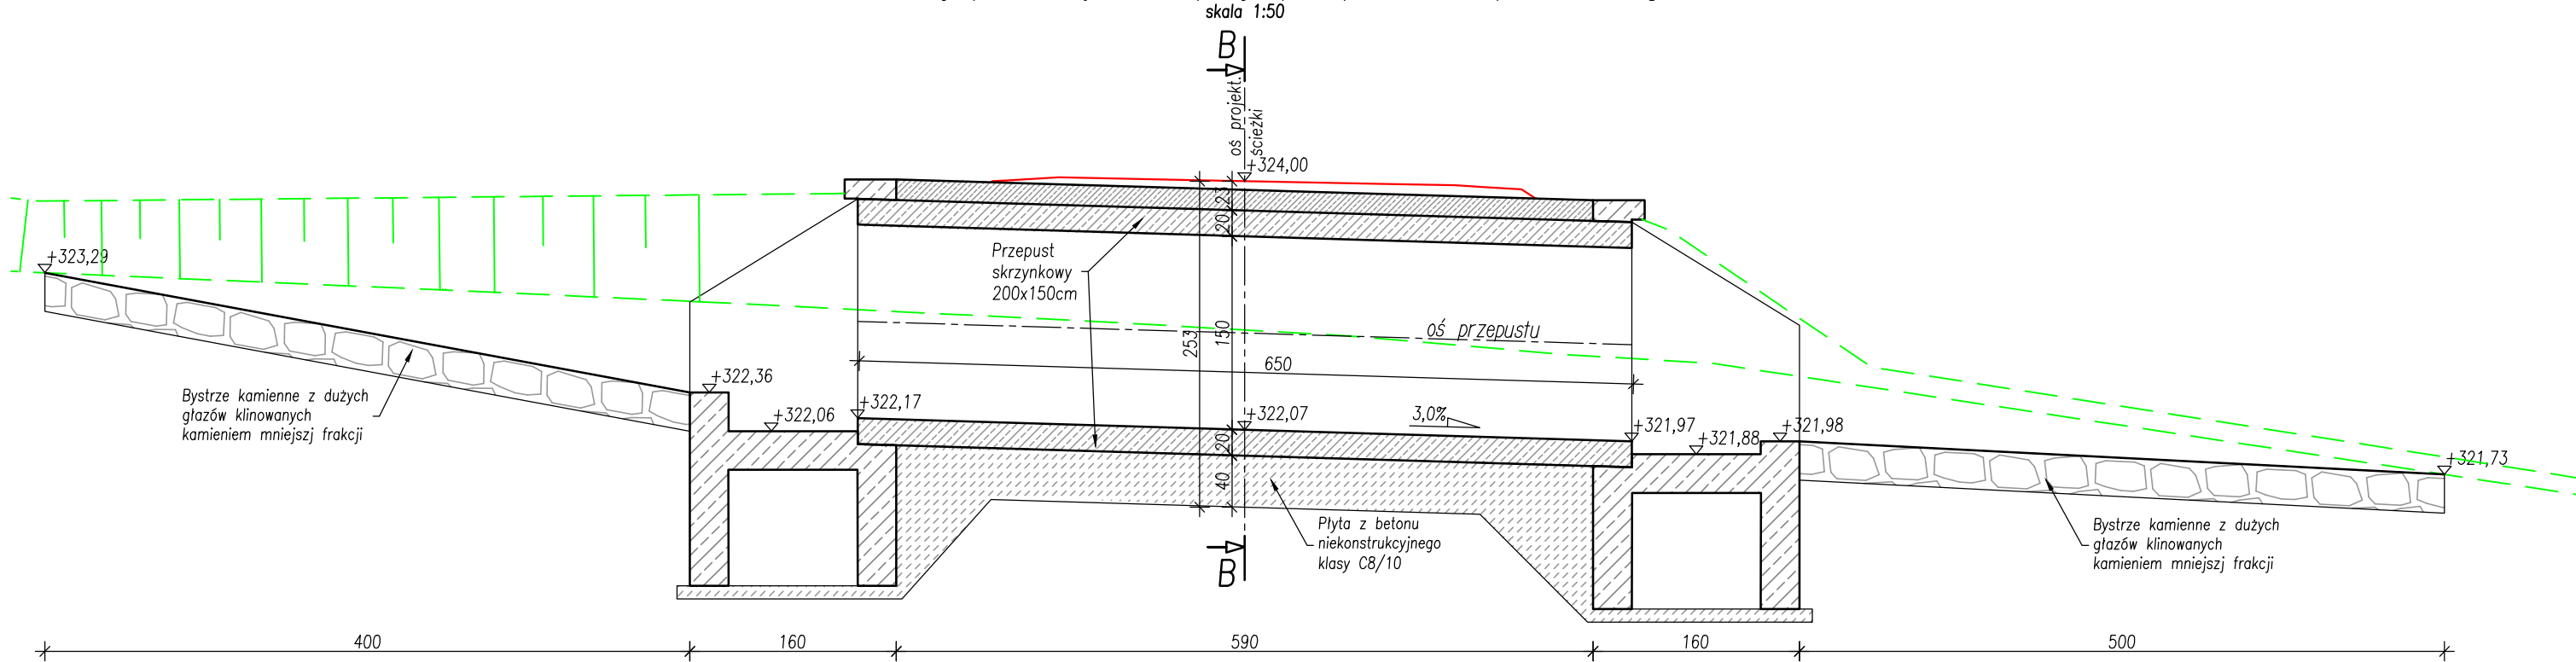 skala 1:50
B
oś projekt.
ścieżki
+324,00
23
20
+323,29
Przepust
skrzynkowy
200x150cm
253
150
oś przepustu
650
Bystrze kamienne z dużych
głazów klinowanych
kamieniem mniejszj frakcji
+322,36
+322,06
+322,17
+322,07
3,0%
+321,97
+321,88
+321,98
20
40
+321,73
Płyta z betonu
niekonstrukcyjnego
klasy C8/10
Bystrze kamienne z dużych
głazów klinowanych
kamieniem mniejszj frakcji
B
400
160
590
160
500